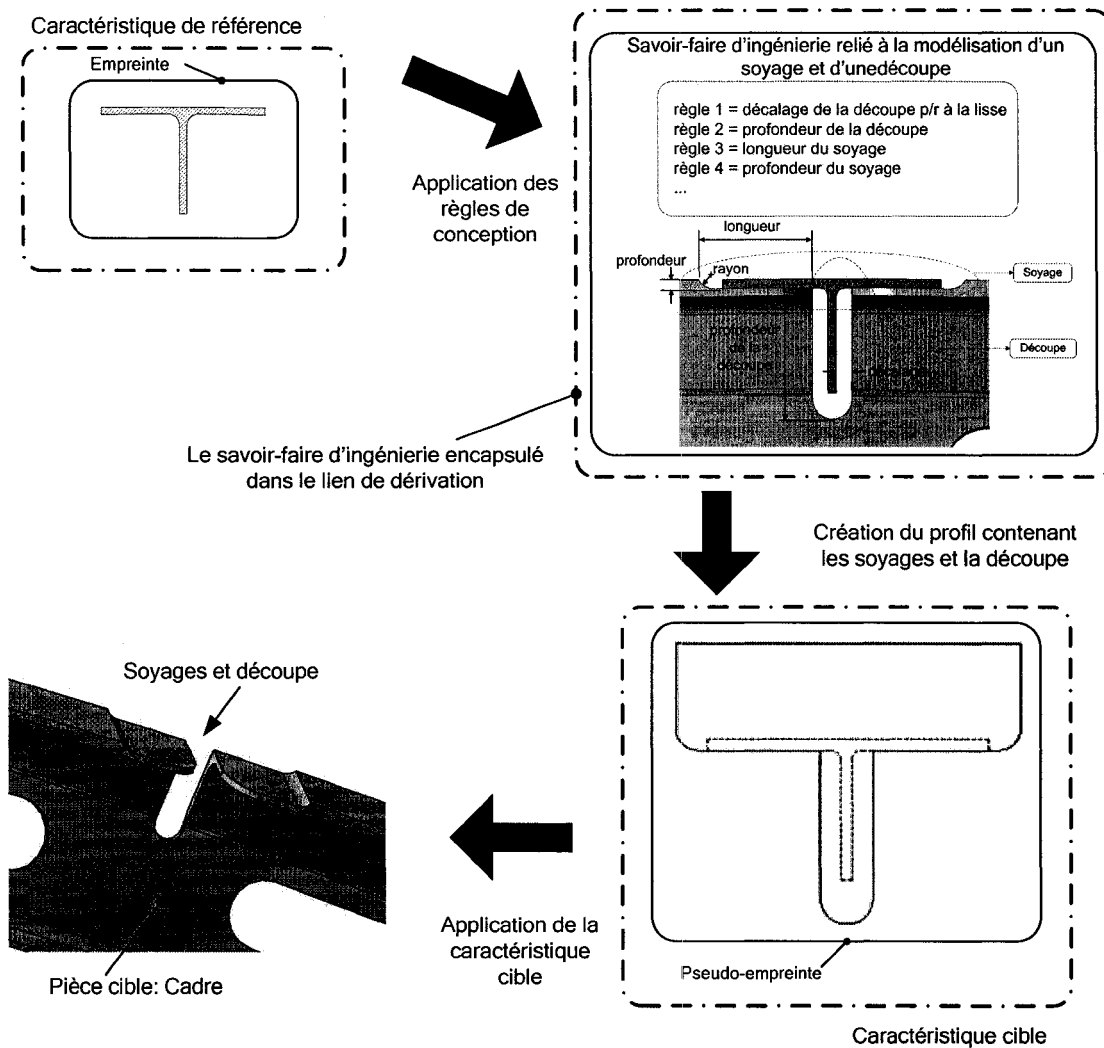 Caractéristique de référence
Empreinte
Application des
règles de
conception
Savoir-faire d'ingénierie relié à la modélisation d'un
soyage et d'unedécoupe
règle 1 = décalage de la découpe p/r à la lisse
règle 2 = profondeur de la découpe
règle 3 = longueur du soyage
règle 4 = profondeur du soyage
...
longueur
profondeur
rayon
Soyage
profondeur
de la
découpe
Découpe
Le savoir-faire d'ingénierie encapsulé
dans le lien de dérivation
Création du profil contenant
les soyages et la découpe
Soyages et découpe
Pièce cible: Cadre
Application de la
caractéristique
cible
Pseudo-empreinte
Caractéristique cible